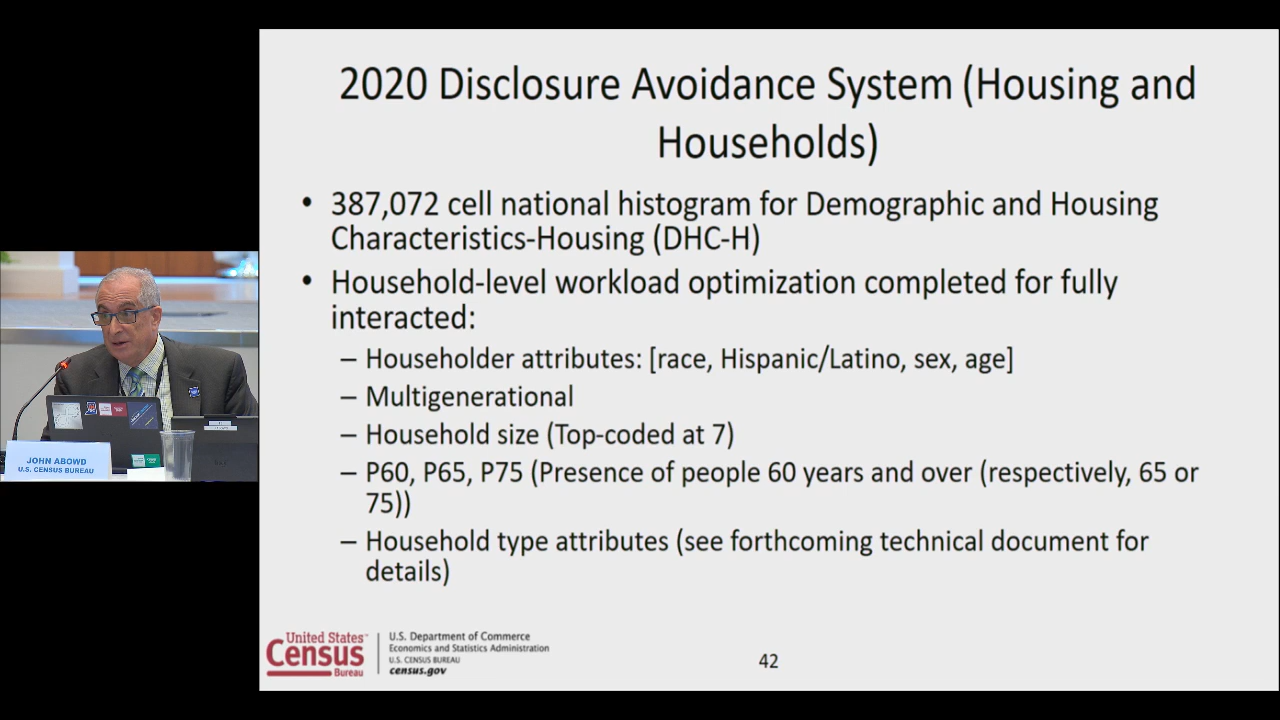 2020 Disclosure Avoidance System (Housing and
Households)
• 387,072 cell national histogram for Demographic and Housing
Characteristics-Housing (DHC-H)
• Household-level workload optimization completed for fully
interacted:
– Householder attributes: [race, Hispanic/Latino, sex, age]
– Multigenerational
– Household size (Top-coded at 7)
– P60, P65, P75 (Presence of people 60 years and over (respectively, 65 or
75))
– Household type attributes (see forthcoming technical document for
details)
JOHN ABOWD
U.S. CENSUS BUREAU
United States
Census
Bureau
U.S. Department of Commerce
Economics and Statistics Administration
U.S. CENSUS BUREAU
census.gov
42